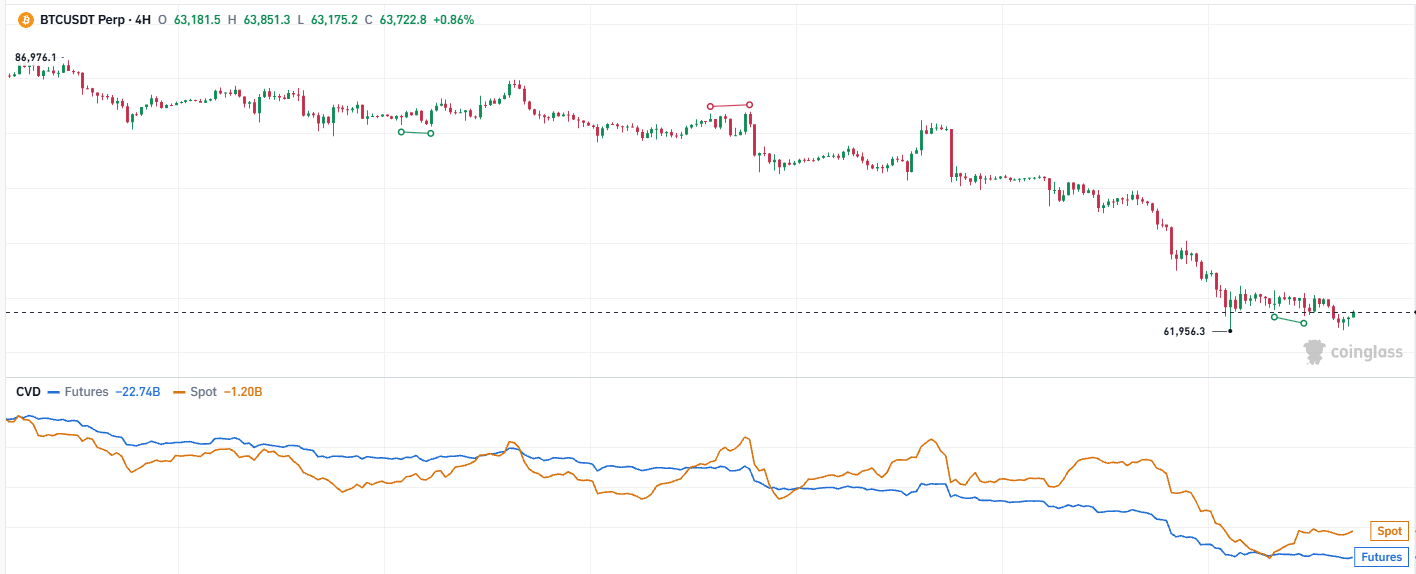 BTCUSDT Perp · 4H O 63,181.5 H 63,851.3 L 63,175.2 C 63,722.8 +0.86%
86,976.1
61,956.3
coinglass
CVD Futures −22.74B Spot −1.20B
Spot
Futures